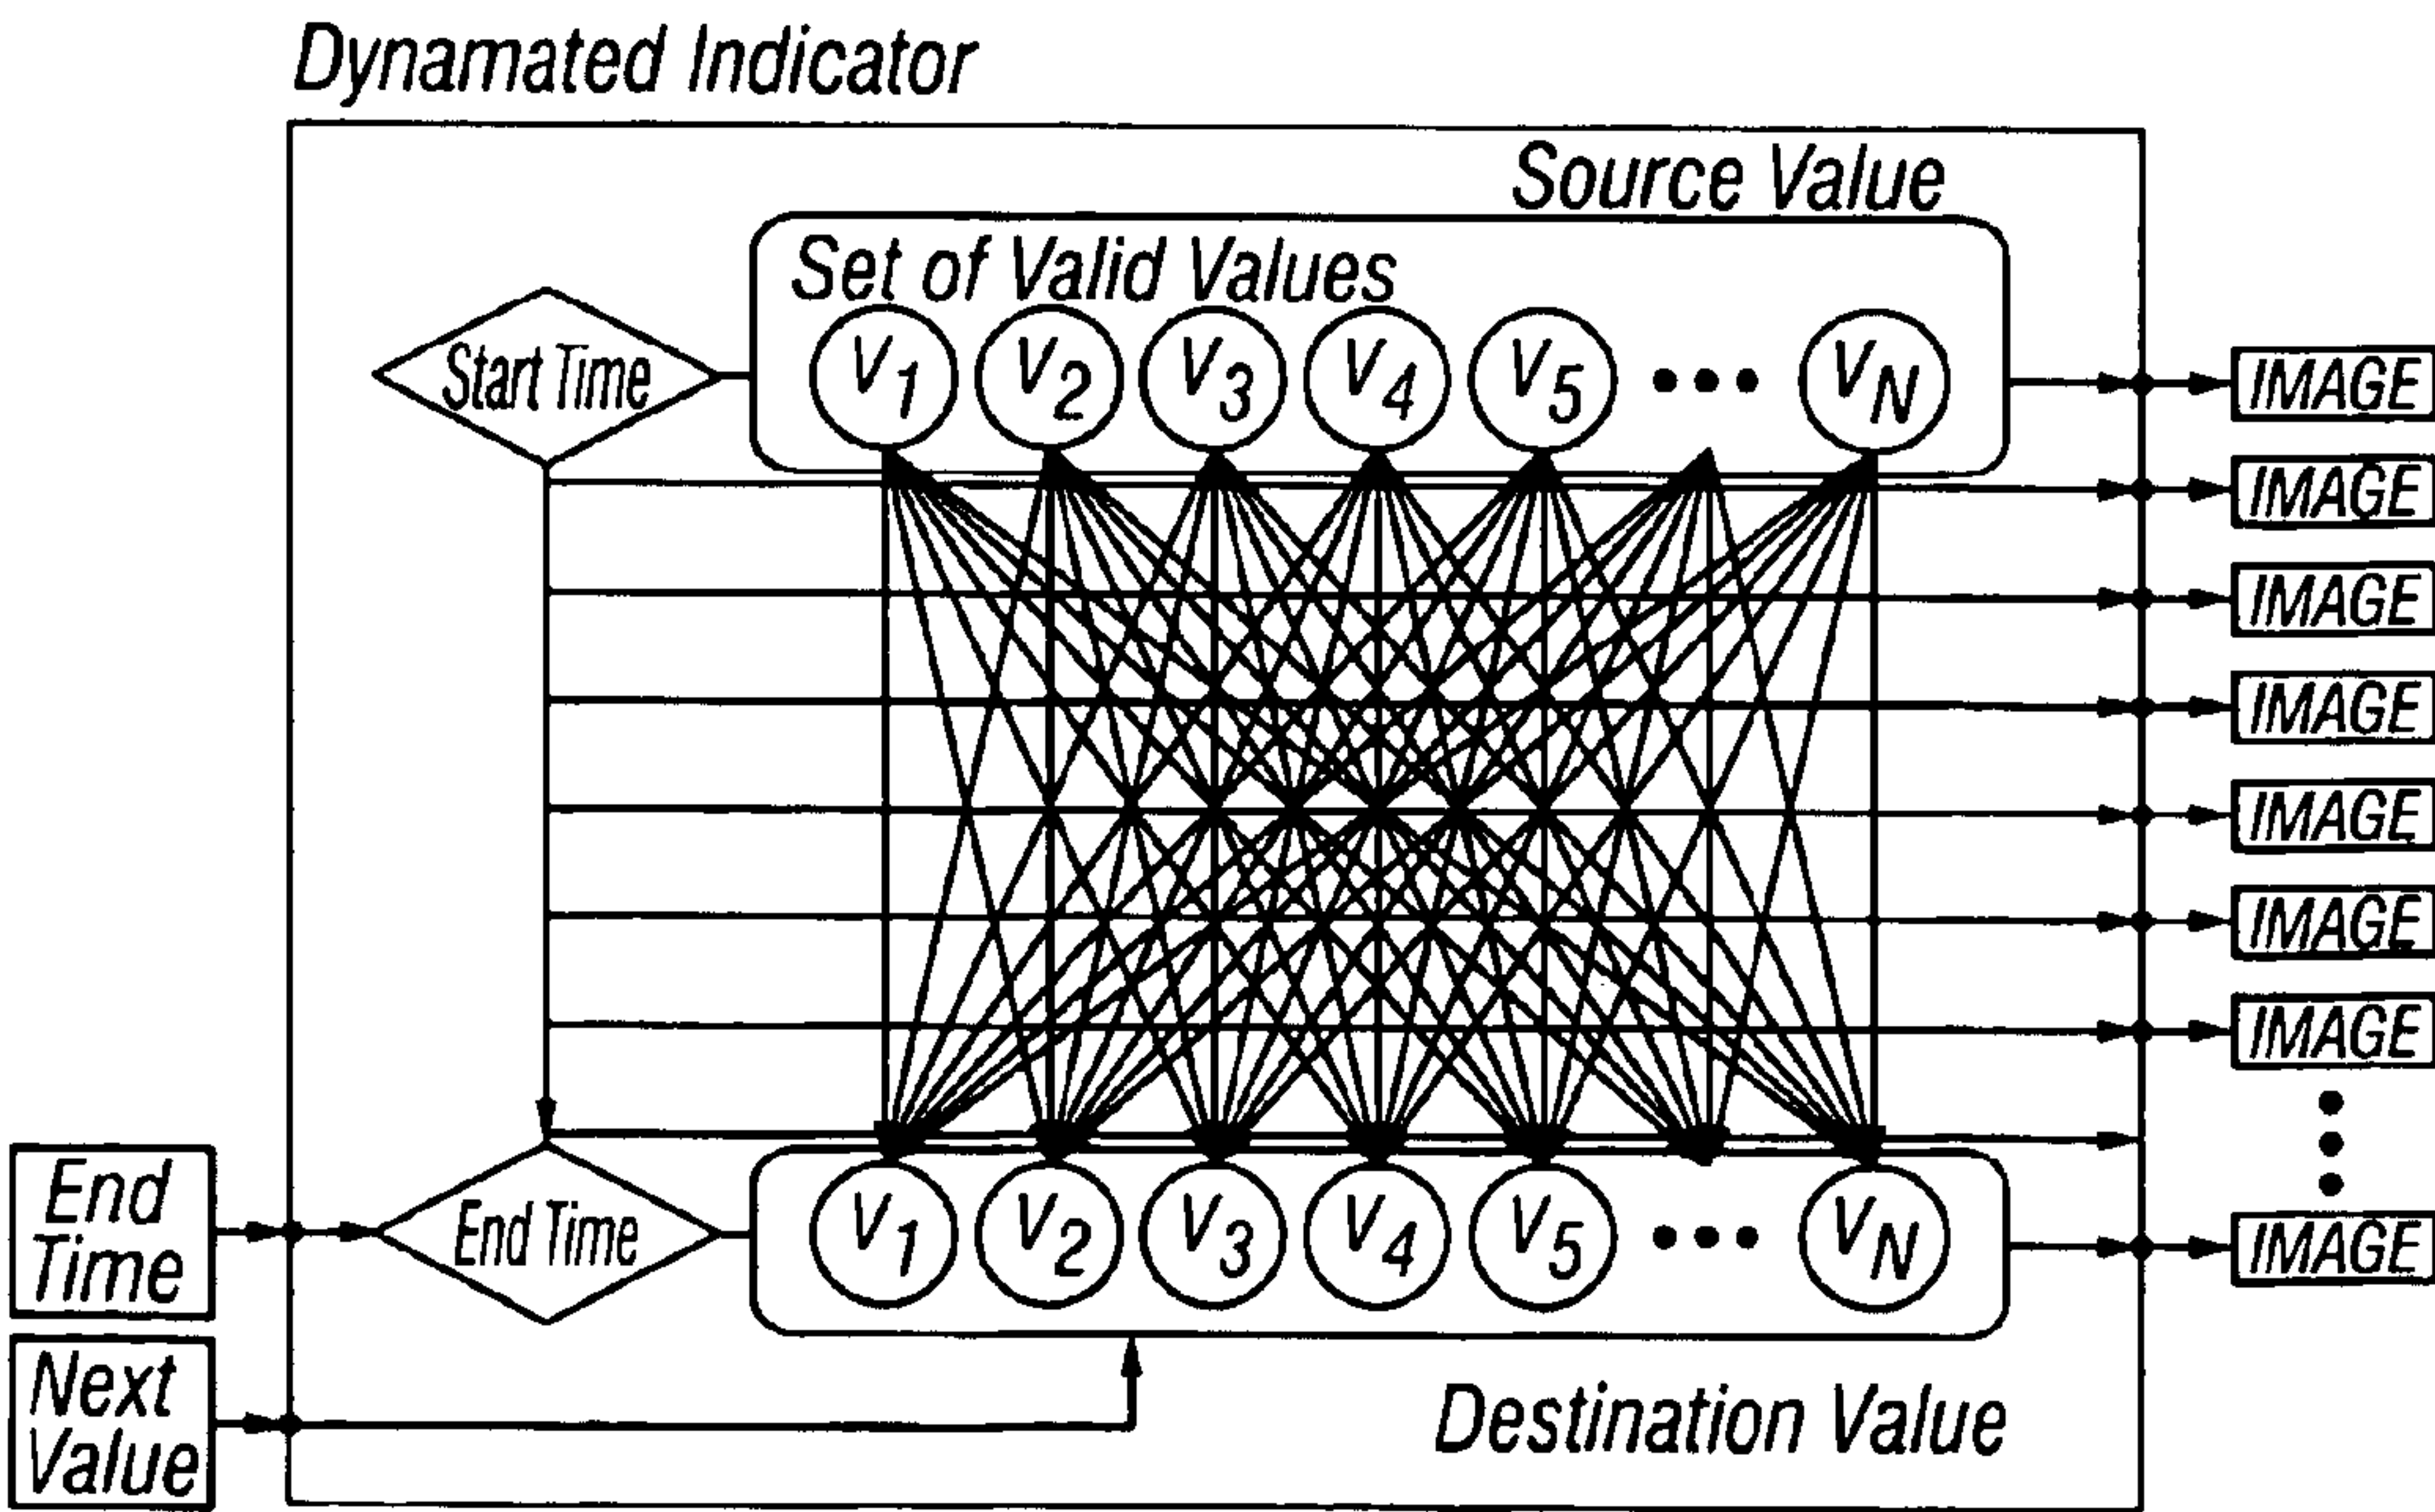 Dynamated Indicator
Source Value
Set of Valid Values
Start Time
V1 V2 V3 V4 V5 ••• VN
IMAGE
IMAGE
IMAGE
IMAGE
IMAGE
IMAGE
IMAGE
End
Time
End Time
V1 V2 V3 V4 V5 ••• VN
IMAGE
Next
Value
Destination Value